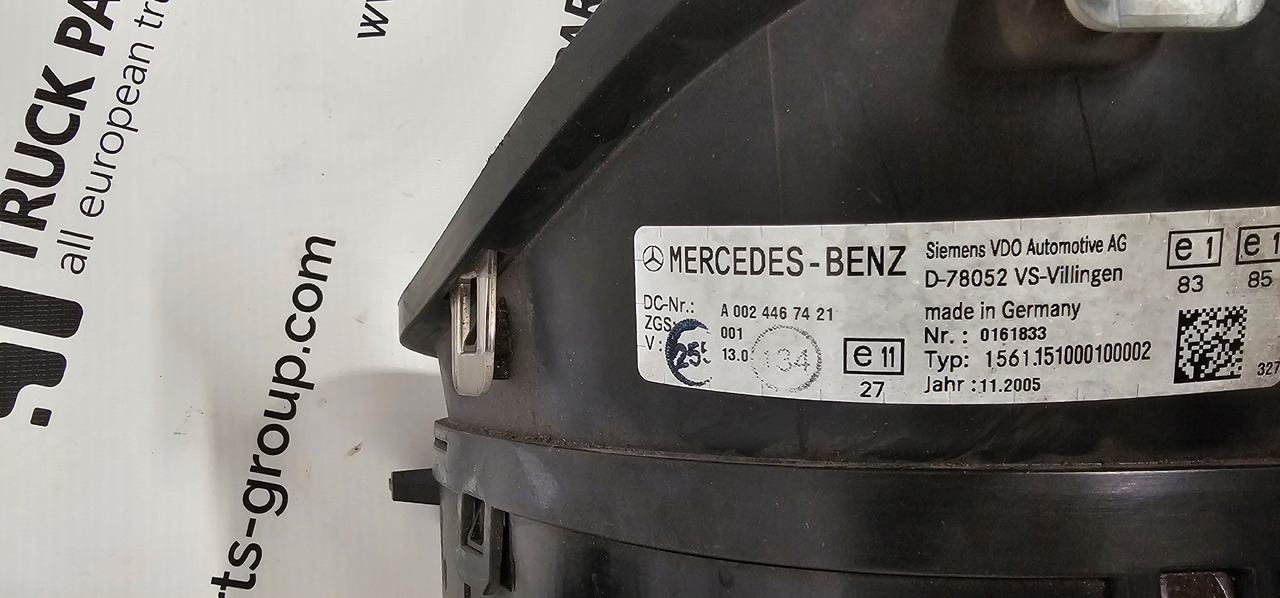 TRUCK PA
all european tr
rts-group.com
MERCEDES-BENZ
DC-Nr.: A 002 446 74 21
ZGS 001
V: 13.0
134
e 11
27
Siemens VDO Automotive AG
D-78052 VS-Villingen
made in Germany
Nr. : 0161833
Typ: 1561.151000100002
Jahr : 11.2005
e 1
83
e 1
85
327